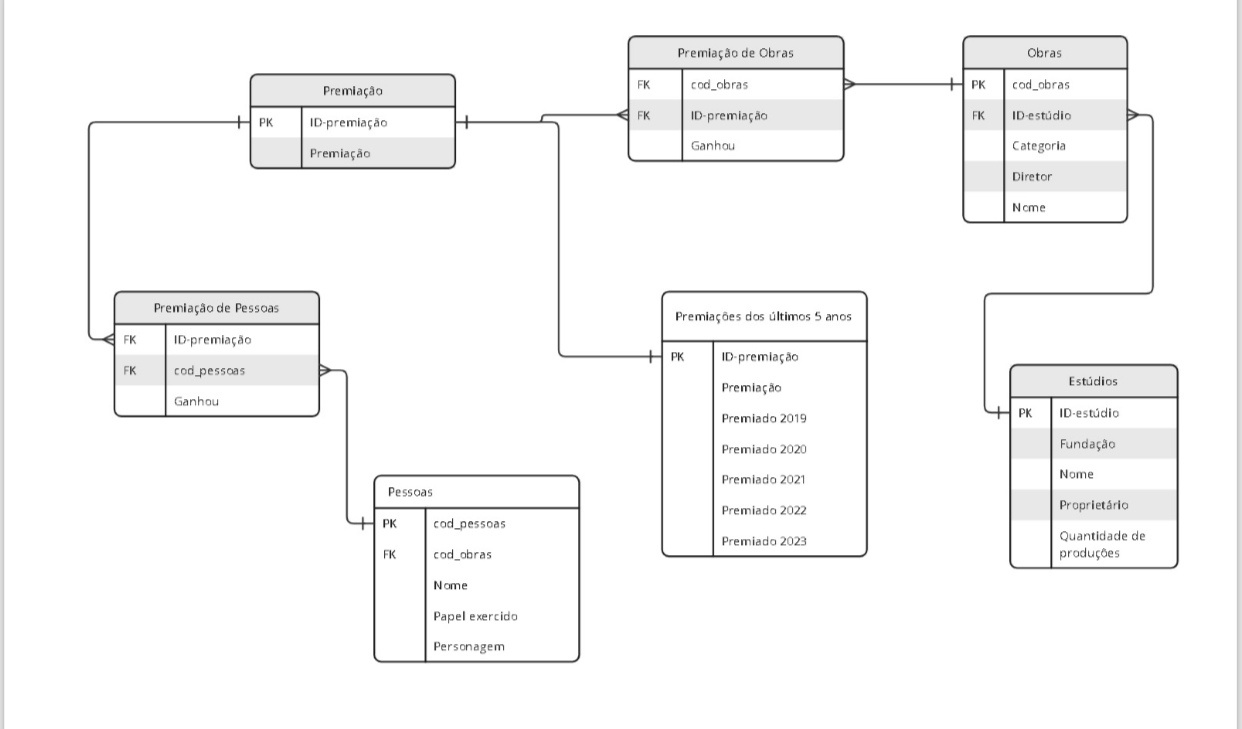 Premiação de Obras
FK cod_obras
FK ID-premiação
Ganhou
Obras
PK cod_obras
FK ID-estúdio
Categoria
Diretor
Nome
Premiação
PK ID-premiação
Premiação
Premiação de Pessoas
FK ID-premiação
FK cod_pessoas
Ganhou
Premiações dos últimos 5 anos
PK ID-premiação
Premiação
Premiado 2019
Premiado 2020
Premiado 2021
Premiado 2022
Premiado 2023
Estúdios
PK ID-estúdio
Fundação
Nome
Proprietário
Quantidade de
produções
Pessoas
PK cod_pessoas
FK cod_obras
Nome
Papel exercido
Personagem